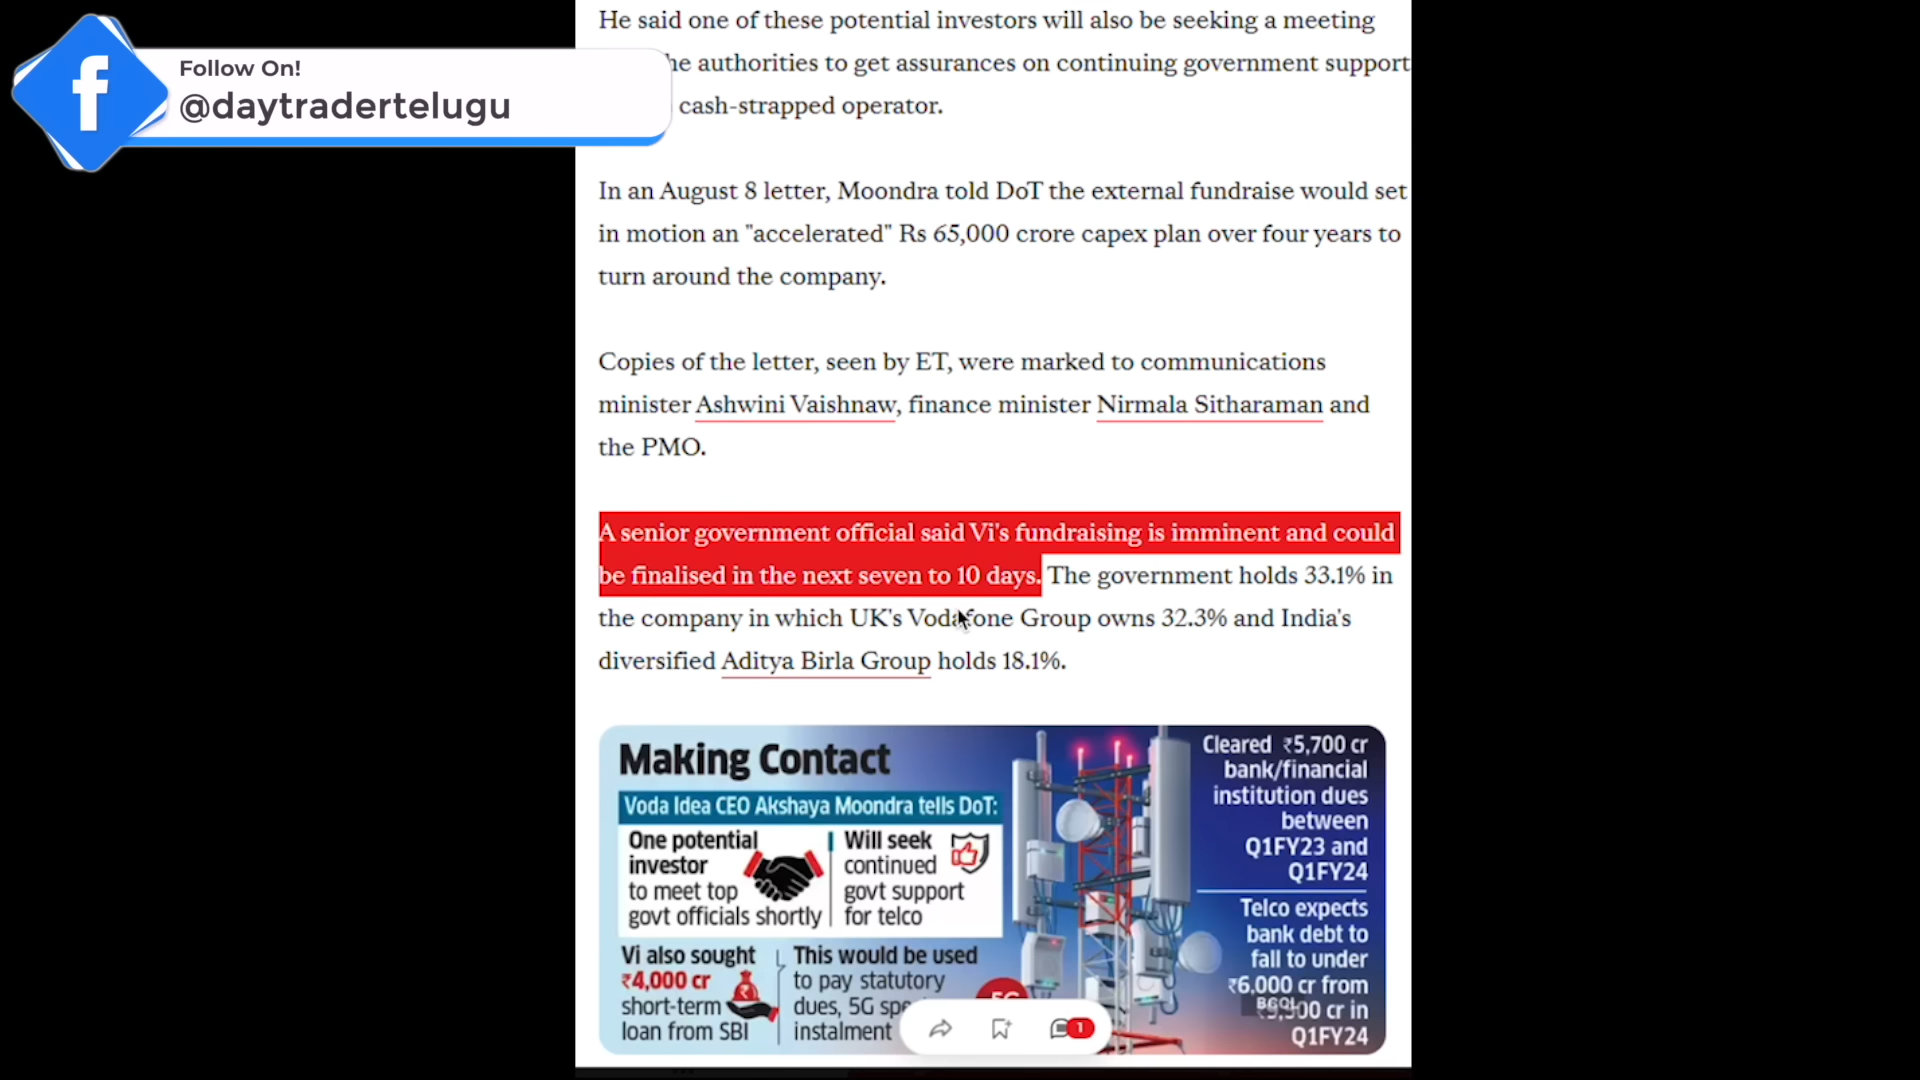 Follow On!
@daytradertelugu
He said one of these potential investors will also be seeking a meeting
he authorities to get assurances on continuing government support
cash-strapped operator.
In an August 8 letter, Moondra told DoT the external fundraise would set
in motion an "accelerated" Rs 65,000 crore capex plan over four years to
turn around the company.
Copies of the letter, seen by ET, were marked to communications
minister Ashwini Vaishnaw, finance minister Nirmala Sitharaman and
the PMO.
A senior government official said Vi's fundraising is imminent and could
be finalised in the next seven to 10 days. The government holds 33.1% in
the company in which UK's Vodafone Group owns 32.3% and India's
diversified Aditya Birla Group holds 18.1%.
Making Contact
Voda Idea CEO Akshaya Moondra tells DoT:
One potential
investor
to meet top
govt officials shortly
Will seek
continued
govt support
for telco
Vi also sought
₹4,000 cr
short-term
loan from SBI
This would be used
to pay statutory
dues, 5G spe
instalment
5G
Cleared ₹5,700 cr
bank/financial
institution dues
between
Q1FY23 and
Q1FY24
Telco expects
bank debt to
fall to under
₹6,000 cr from
cr in
Q1FY24
1